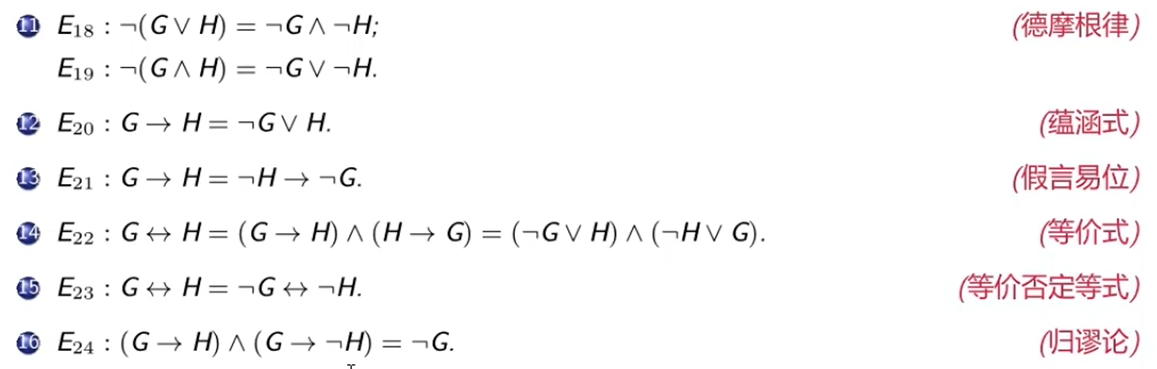 11 E₁₈ : ¬(G ∨ H) = ¬G ∧ ¬H; (德摩根律)
E₁₉ : ¬(G ∧ H) = ¬G ∨ ¬H.
12 E₂₀ : G → H = ¬G ∨ H. (蕴涵式)
13 E₂₁ : G → H = ¬H → ¬G. (假言易位)
14 E₂₂ : G ↔ H = (G → H) ∧ (H → G) = (¬G ∨ H) ∧ (¬H ∨ G). (等价式)
15 E₂₃ : G ↔ H = ¬G ↔ ¬H. (等价否定等式)
16 E₂₄ : (G → H) ∧ (G → ¬H) = ¬G. (归谬论)